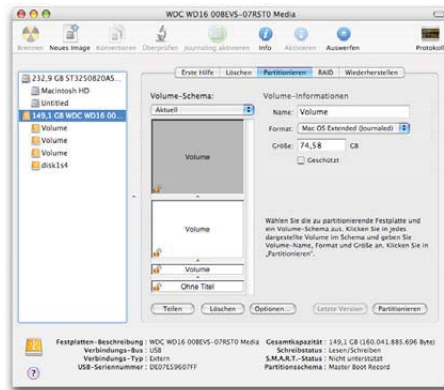 WDC WD16 00BEVS-07RST0 Media
Brennen Neues Image Konvertieren Überprüfen Journaling aktivieren Info Aktivieren Auswerfen Protokoll
232,9 GB ST3250820AS...
Macintosh HD
Untitled
149,1 GB WDC WD16 00...
Volume
Volume
Volume
disk1s4
Erste Hilfe Löschen Partitionieren RAID Wiederherstellen
Volume-Schema:
Aktuell
Volume
Volume
Volume
Ohne Titel
Volume-Informationen
Name: Volume
Format: Mac OS Extended (Journaled)
Größe: 74,58 GB
Geschützt
Wählen Sie die zu partitionierende Festplatte und
ein Volume-Schema aus. Klicken Sie in jedes
dargestellte Volume im Schema und geben Sie
Volume-Name, Format und Größe an. Klicken Sie in
„Partitionieren".
Teilen Löschen Optionen... Letzte Version Partitionieren
Festplatten-Beschreibung : WDC WD16 00BEVS-07RST0 Media
Verbindungs-Bus : USB
Verbindungs-Typ : Extern
USB-Seriennummer : DE07E59607FF
Gesamtkapazität : 149,1 GB (160.041.885.696 Byte)
Schreibstatus : Lesen/Schreiben
S.M.A.R.T.-Status : Nicht unterstützt
Partitionsschema : Master Boot Record
?